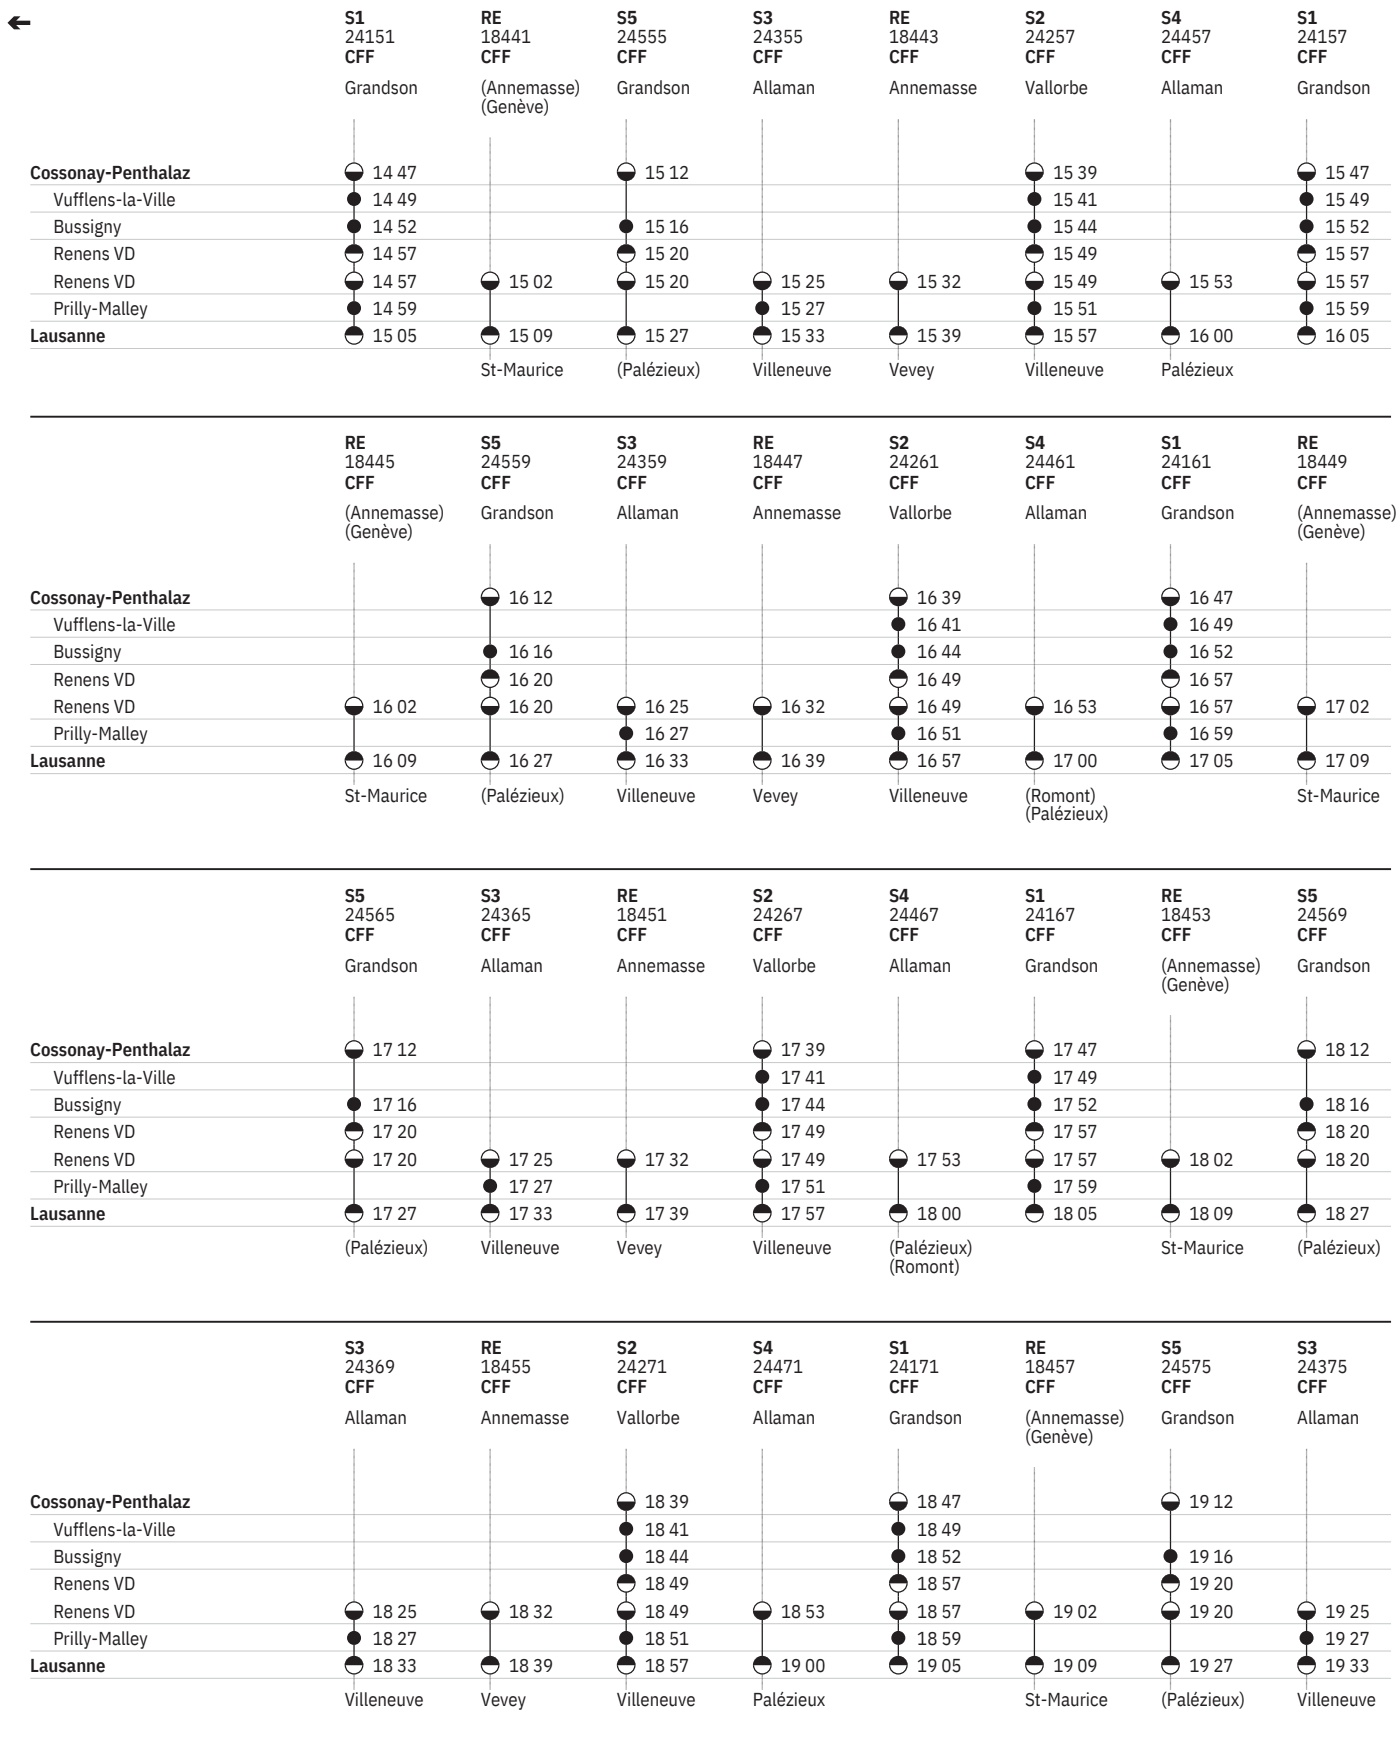 S1 RE S5 S3 RE S2 S4 S1
24151 18441 24555 24355 18443 24257 24457 24157
CFF CFF CFF CFF CFF CFF CFF CFF
Grandson (Annemasse) Grandson Allaman Annemasse Vallorbe Allaman Grandson
(Genève)
Cossonay-Penthalaz 14 47 15 12 15 39 15 47
Vufflens-la-Ville 14 49 15 41 15 49
Bussigny 14 52 15 16 15 44 15 52
Renens VD 14 57 15 20 15 49 15 57
Renens VD 14 57 15 02 15 20 15 25 15 32 15 49 15 53 15 57
Prilly-Malley 14 59 15 27 15 51 15 59
Lausanne 15 05 15 09 15 27 15 33 15 39 15 57 16 00 16 05
St-Maurice (Palézieux) Villeneuve Vevey Villeneuve Palézieux
RE S5 S3 RE S2 S4 S1 RE
18445 24559 24359 18447 24261 24461 24161 18449
CFF CFF CFF CFF CFF CFF CFF CFF
(Annemasse) Grandson Allaman Annemasse Vallorbe Allaman Grandson (Annemasse)
(Genève) (Genève)
Cossonay-Penthalaz 16 12 16 39 16 47
Vufflens-la-Ville 16 41 16 49
Bussigny 16 16 16 44 16 52
Renens VD 16 20 16 49 16 57
Renens VD 16 02 16 20 16 25 16 32 16 49 16 53 16 57 17 02
Prilly-Malley 16 27 16 51 16 59
Lausanne 16 09 16 27 16 33 16 39 16 57 17 00 17 05 17 09
St-Maurice (Palézieux) Villeneuve Vevey Villeneuve (Romont) St-Maurice
(Palézieux)
S5 S3 RE S2 S4 S1 RE S5
24565 24365 18451 24267 24467 24167 18453 24569
CFF CFF CFF CFF CFF CFF CFF CFF
Grandson Allaman Annemasse Vallorbe Allaman Grandson (Annemasse) Grandson
(Genève)
Cossonay-Penthalaz 17 12 17 39 17 47 18 12
Vufflens-la-Ville 17 41 17 49
Bussigny 17 16 17 44 17 52 18 16
Renens VD 17 20 17 49 17 57 18 20
Renens VD 17 20 17 25 17 32 17 49 17 53 17 57 18 02 18 20
Prilly-Malley 17 27 17 51 17 59
Lausanne 17 27 17 33 17 39 17 57 18 00 18 05 18 09 18 27
(Palézieux) Villeneuve Vevey Villeneuve (Palézieux) St-Maurice (Palézieux)
(Romont)
S3 RE S2 S4 S1 RE S5 S3
24369 18455 24271 24471 24171 18457 24575 24375
CFF CFF CFF CFF CFF CFF CFF CFF
Allaman Annemasse Vallorbe Allaman Grandson (Annemasse) Grandson Allaman
(Genève)
Cossonay-Penthalaz 18 39 18 47 19 12
Vufflens-la-Ville 18 41 18 49
Bussigny 18 44 18 52 19 16
Renens VD 18 49 18 57 19 20
Renens VD 18 25 18 32 18 49 18 53 18 57 19 02 19 20 19 25
Prilly-Malley 18 27 18 51 18 59 19 27
Lausanne 18 33 18 39 18 57 19 00 19 05 19 09 19 27 19 33
Villeneuve Vevey Villeneuve Palézieux St-Maurice (Palézieux) Villeneuve